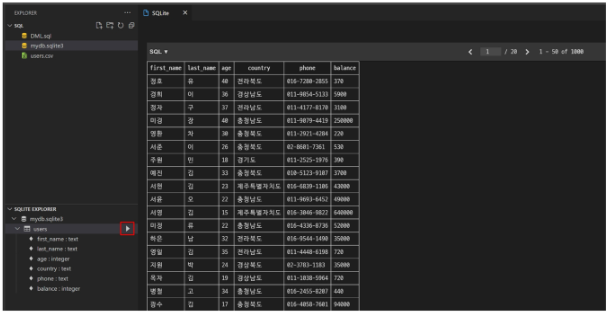 EXPLORER
SQLite
SQL
DML.sql
mydb.sqlite3
users.csv
SQL ▾
1 / 20
1 - 50 of 1000
first_name last_name age country phone balance
정호 유 40 전라북도 016-7280-2855 370
경희 이 36 경상남도 011-9854-5133 5900
정자 구 37 전라남도 011-4177-8170 3100
미경 장 40 충청남도 011-9079-4419 250000
영환 차 30 충청북도 011-2921-4284 220
서준 이 26 충청북도 02-8601-7361 530
주원 민 18 경기도 011-2525-1976 390
예진 김 33 충청북도 010-5123-9107 3700
서현 김 23 제주특별자치도 016-6839-1106 43000
서윤 오 22 충청남도 011-9693-6452 49000
서영 김 15 제주특별자치도 016-3046-9822 640000
미정 류 22 충청남도 016-4336-8736 52000
하은 남 32 전라북도 016-9544-1490 35000
영일 김 35 전라남도 011-4448-6198 720
지원 박 24 경상북도 02-3783-1183 35000
옥자 김 19 경상남도 011-1038-5964 720
병철 고 34 충청북도 016-2455-8207 440
광수 김 17 충청북도 016-4058-7601 94000
SQLITE EXPLORER
mydb.sqlite3
users
first_name : text
last_name : text
age : integer
country : text
phone : text
balance : integer